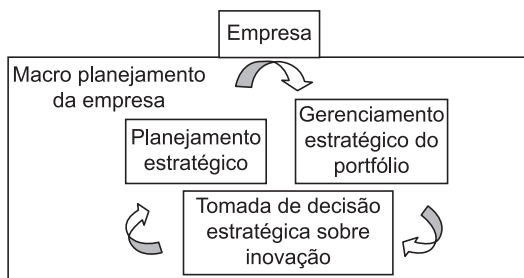 Empresa
Macro planejamento
da empresa
Planejamento
estratégico
Gerenciamento
estratégico do
portfólio
Tomada de decisão
estratégica sobre
inovação